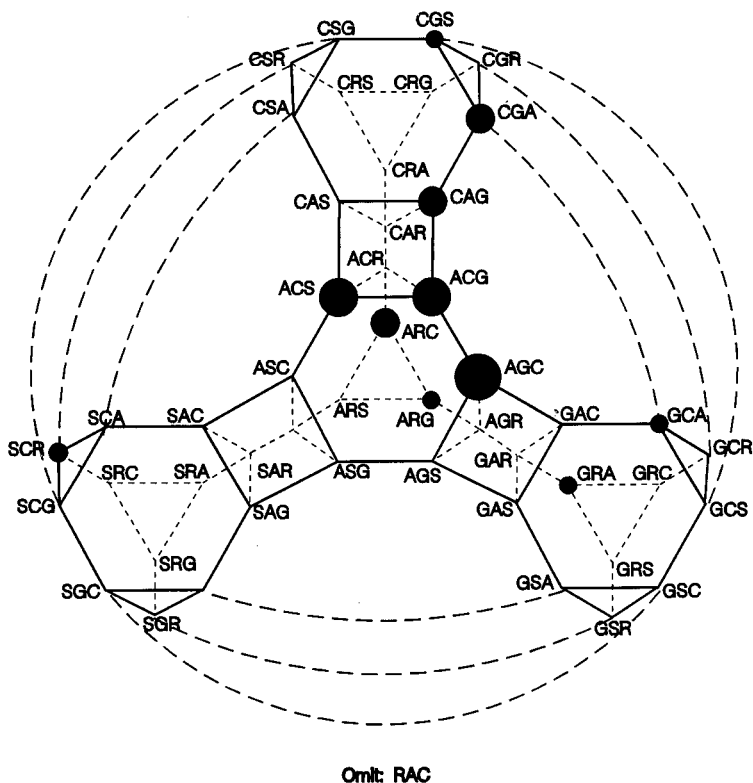 CSG CGS
CSR CGR
CRS CRG
CSA CGA
CRA
CAS CAG
CAR
ACR
ACS ACG
ARC
ASC AGC
ARS ARG AGR GAC GCA
SCR SCA SAC
GCR
SRC SRA SAR ASG AGS GAR GRA GRC
SCG SAG GAS GCS
SRG GRS
SGC GSA GSC
SGR GSR
Omit: RAC